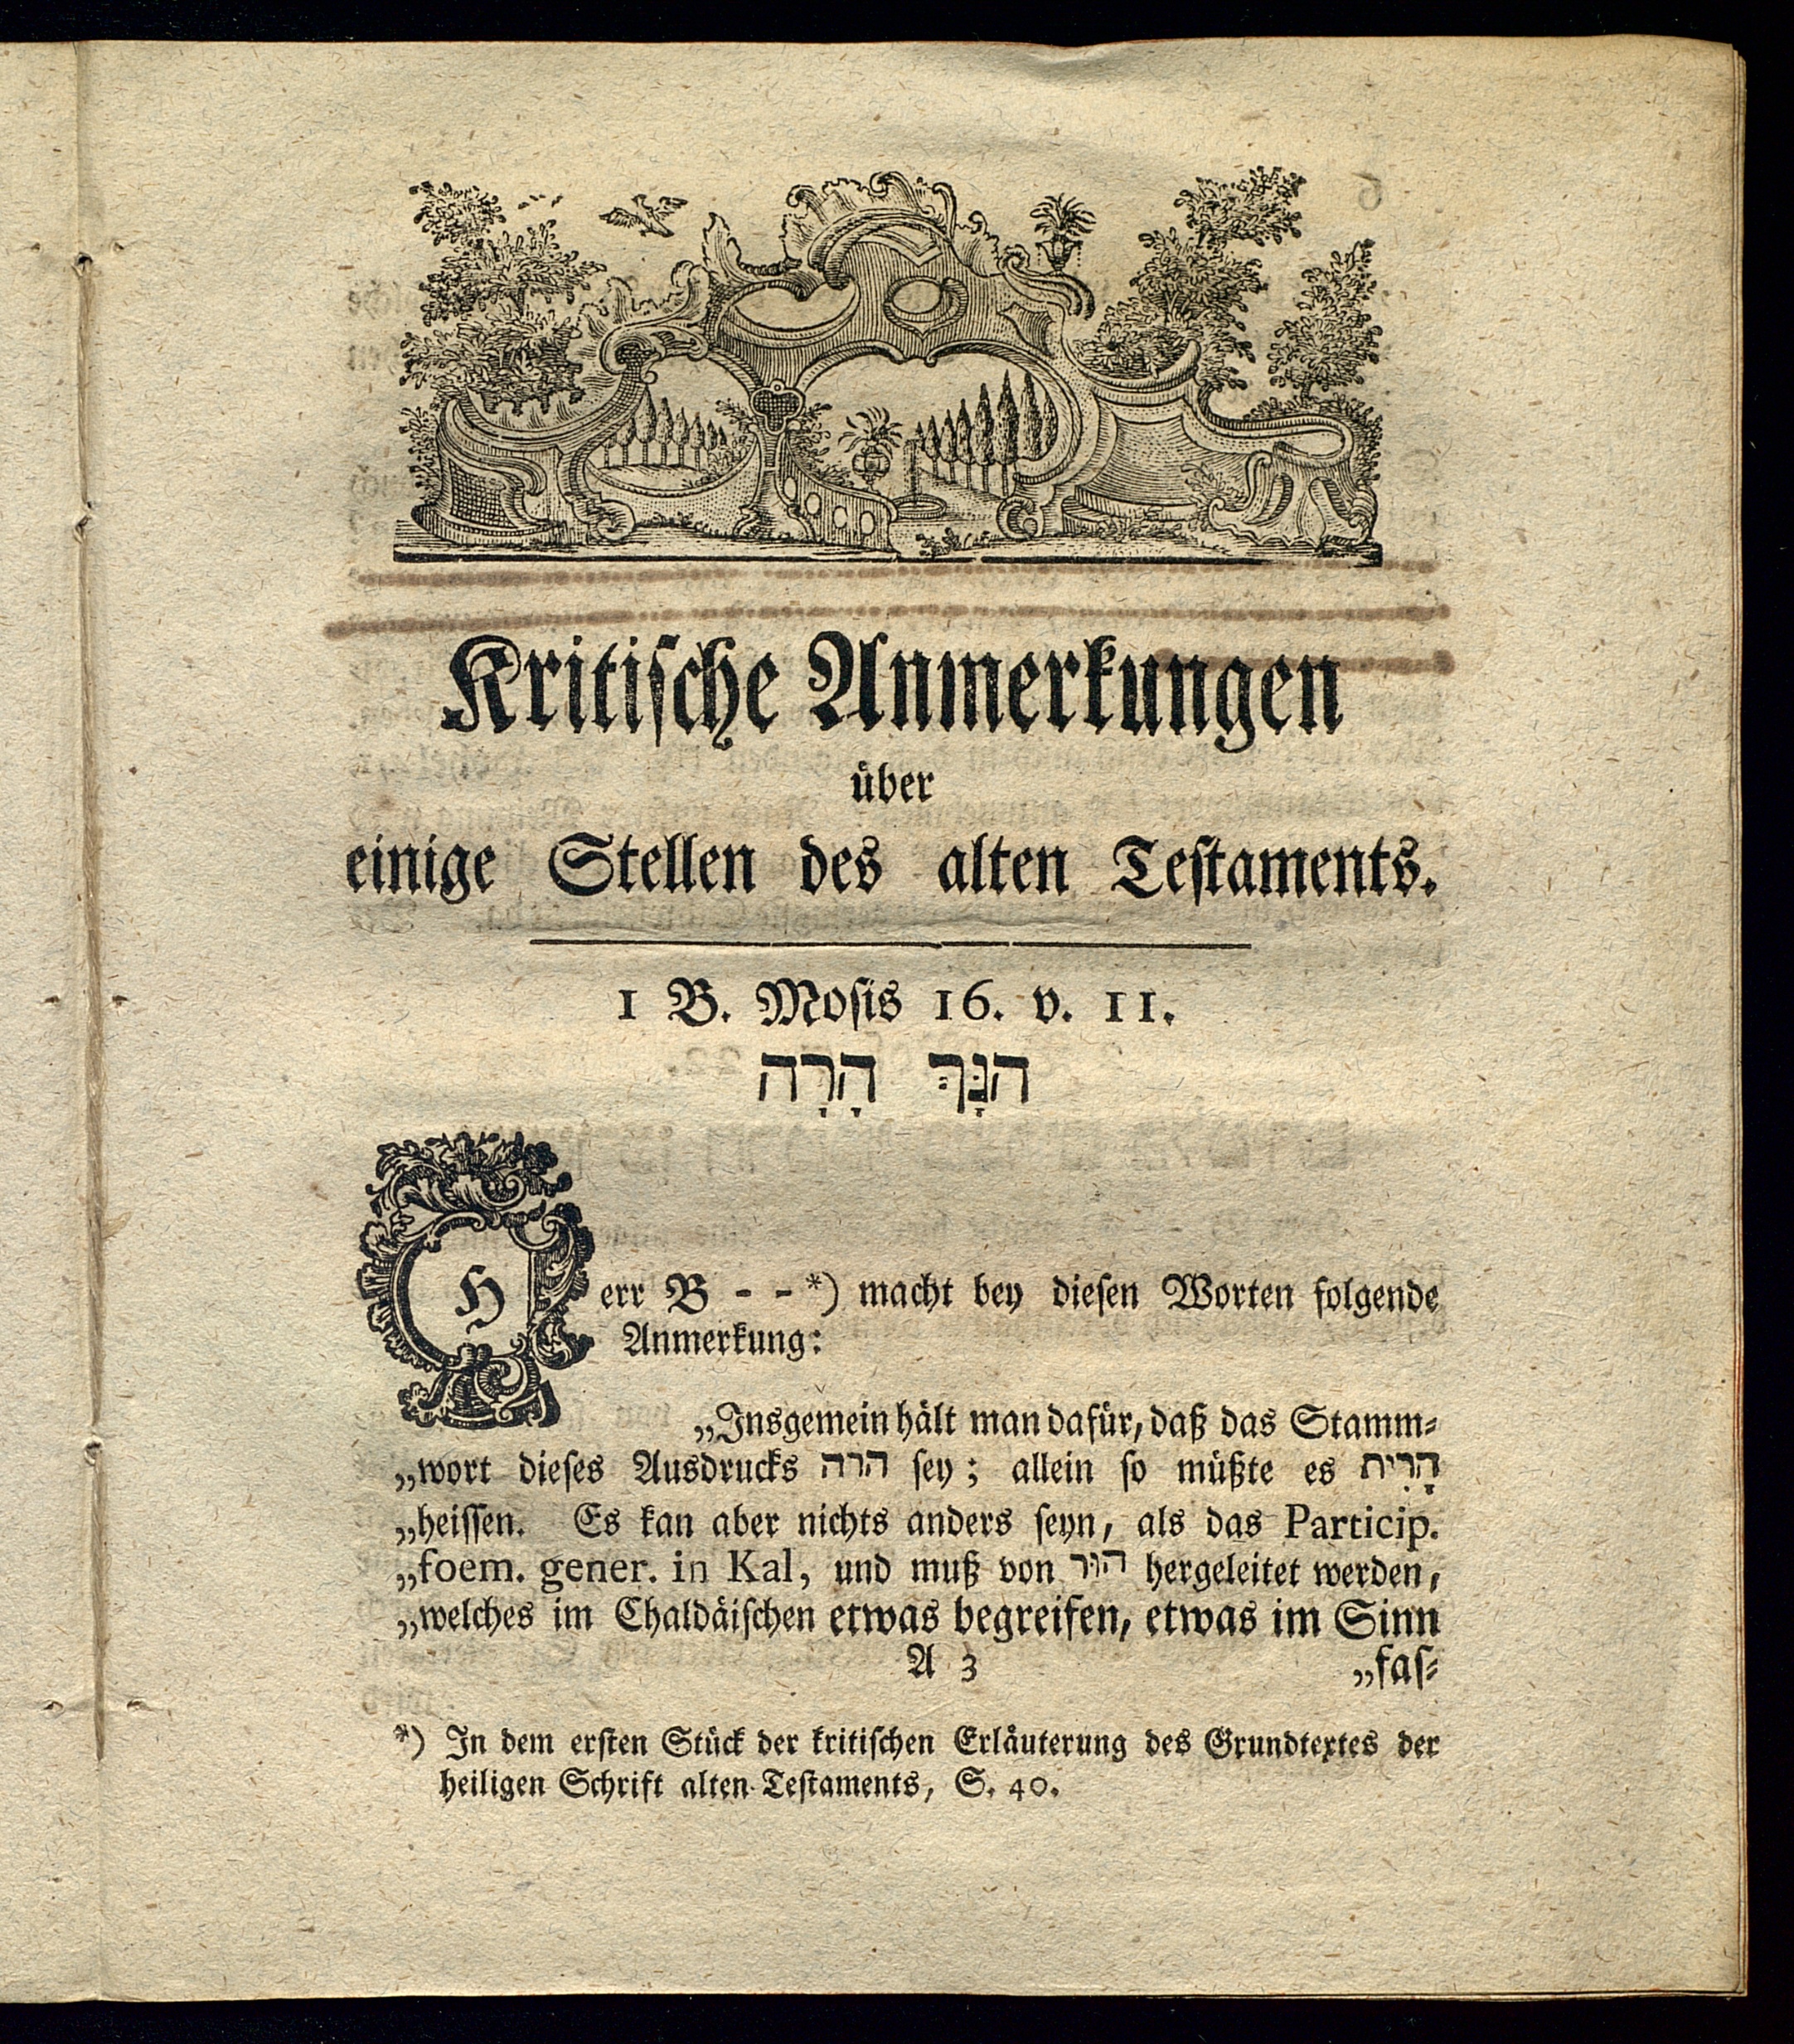 Kritische Anmerkungen
über
einige Stellen des alten Testaments.
1 B. Mosis 16. v. 11.
הנָּךְ הָרָה
Herr B - - *) macht bey diesen Worten folgende
Anmerkung:
„Insgemein hält man dafür, daß das Stamm-
„wort dieses Ausdrucks הרה sey; allein so müßte es הָרִית
„heissen. Es kan aber nichts anders seyn, als das Particip.
„foem. gener. in Kal, und muß von הוּר hergeleitet werden,
„welches im Chaldäischen etwas begreifen, etwas im Sinn
A 3 „fas-
*) In dem ersten Stück der kritischen Erläuterung des Grundtextes der
heiligen Schrift alten Testaments, S. 40.